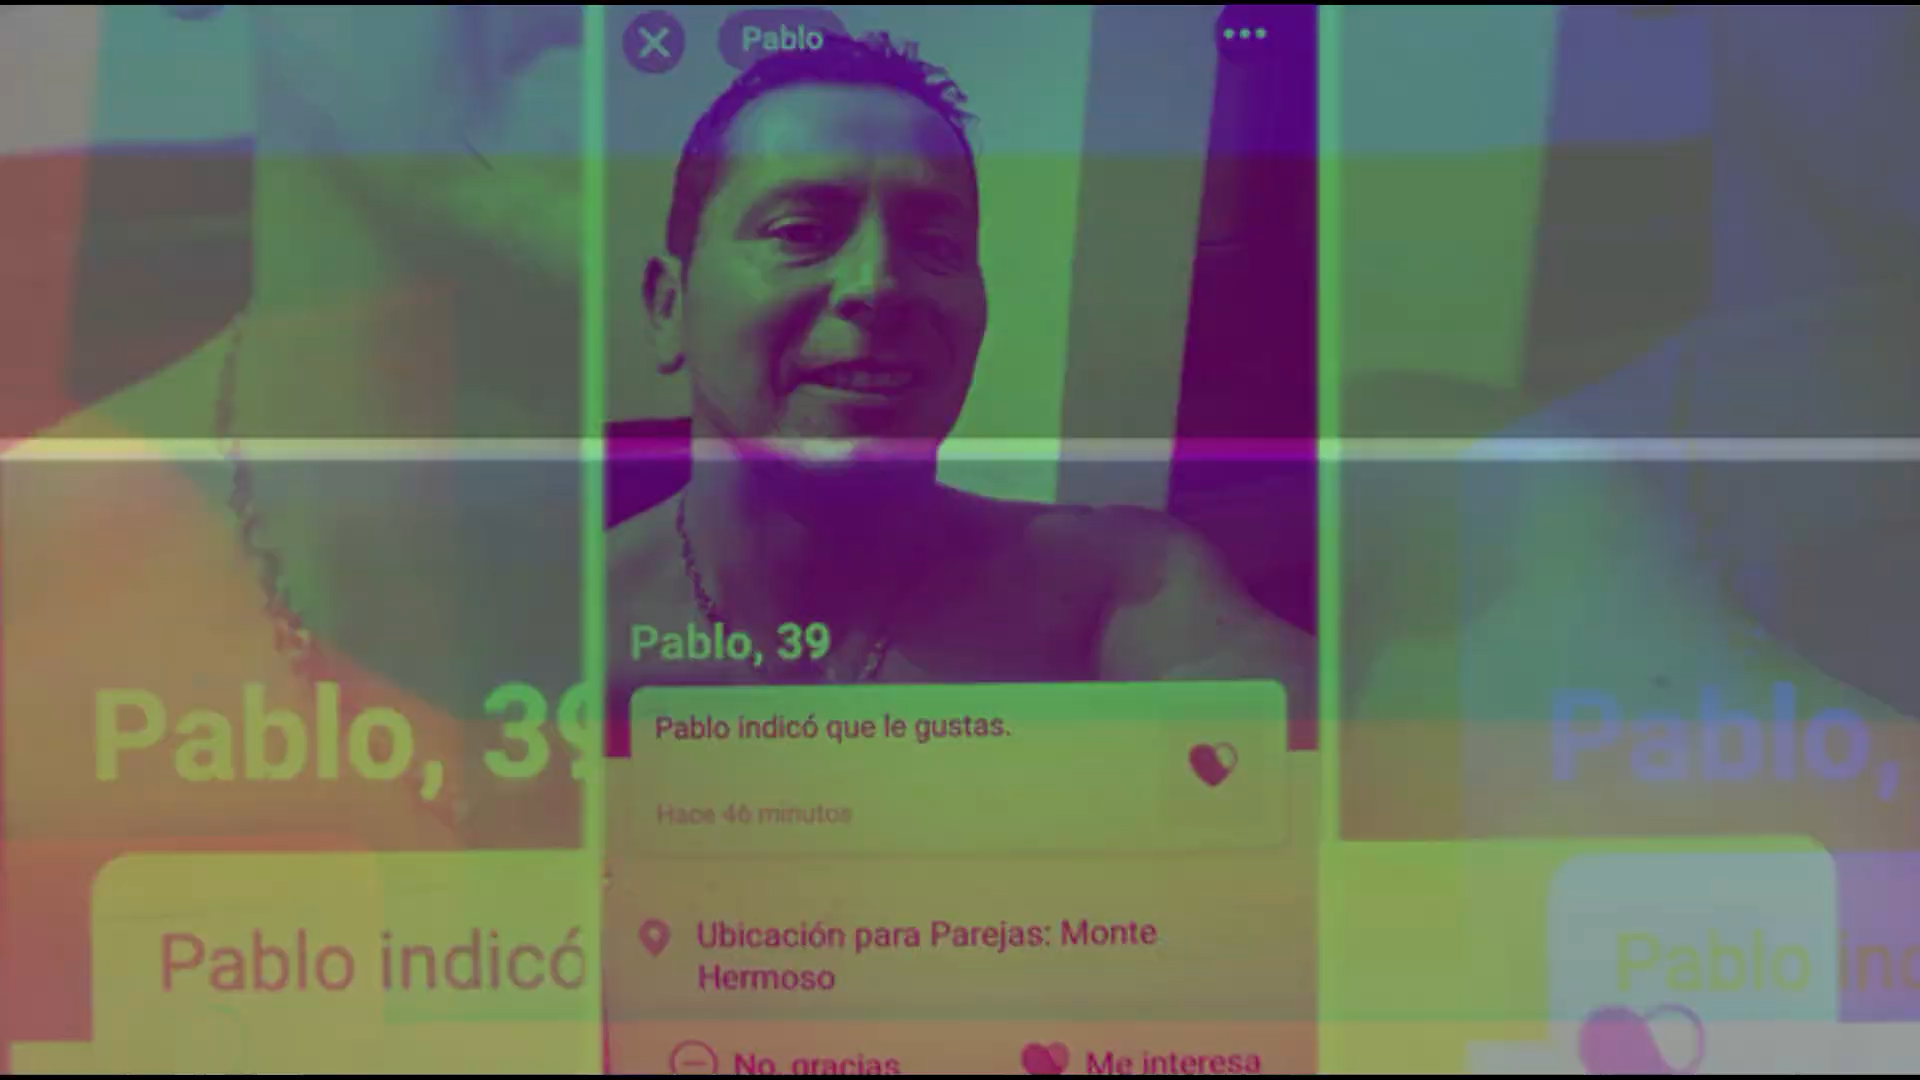 Pablo
Pablo, 39
Pablo indicó que le gustas.
Hace 46 minutos
Ubicación para Parejas: Monte
Hermoso
No, gracias
Me interesa
Pablo, 39
Pablo indicó
Pablo,
Pablo